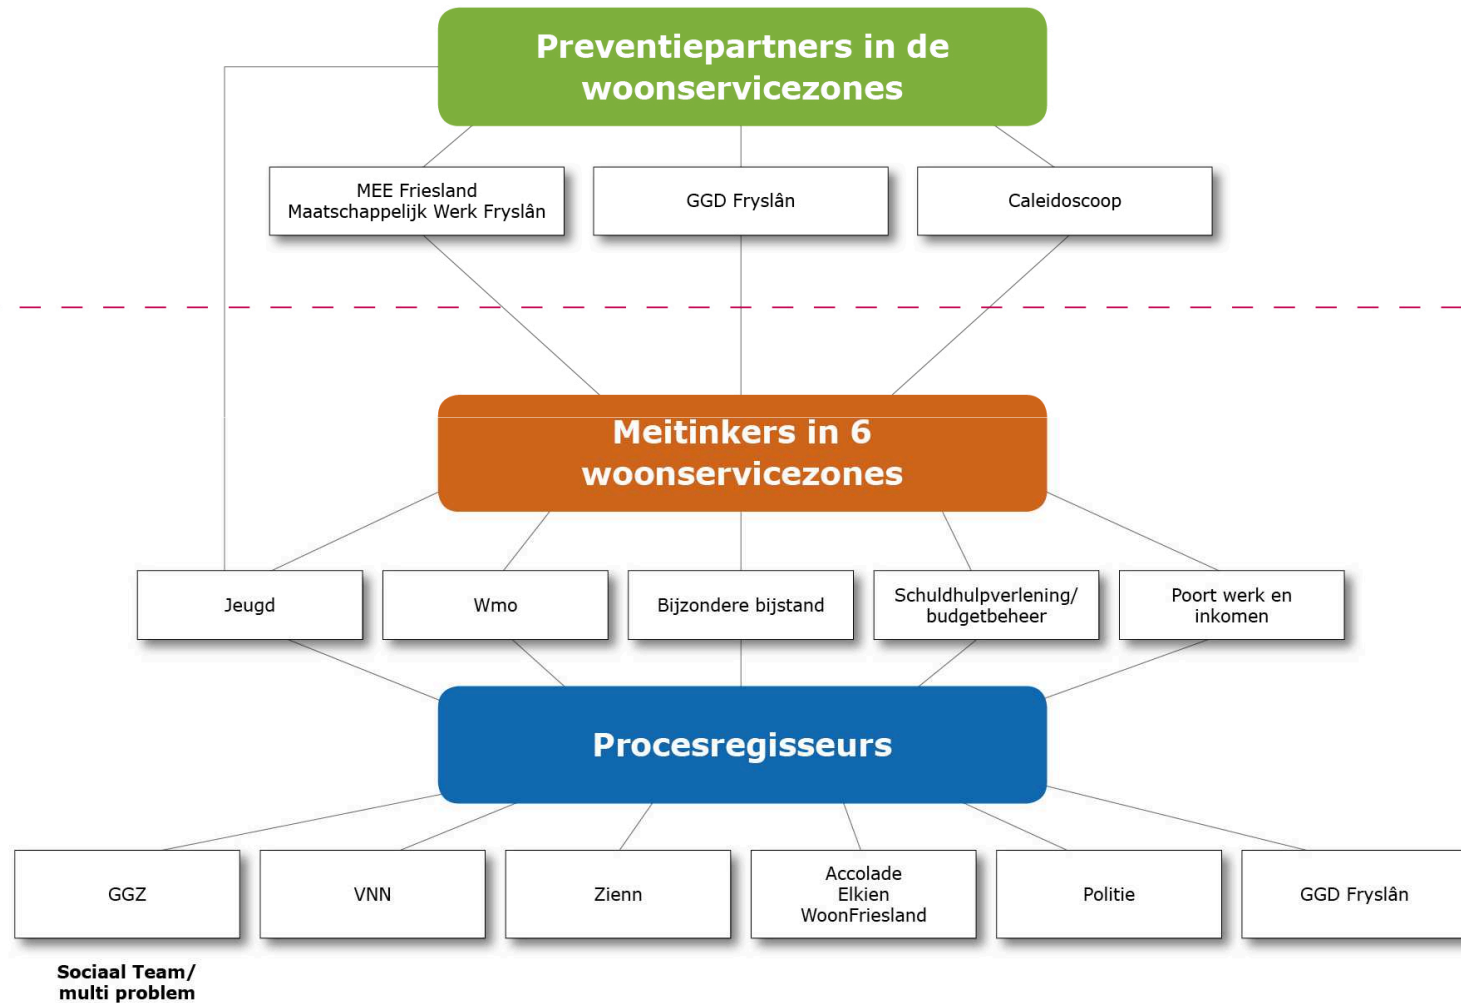 Preventiepartners in de
woonservicezones
MEE Friesland
Maatschappelijk Werk Fryslân
GGD Fryslân
Caleidoscoop
Meitinkers in 6
woonservicezones
Jeugd
Wmo
Bijzondere bijstand
Schuldhulpverlening/
budgetbeheer
Poort werk en
inkomen
Procesregisseurs
GGZ
VNN
Zienn
Accolade
Elkien
WoonFriesland
Politie
GGD Fryslân
Sociaal Team/
multi problem